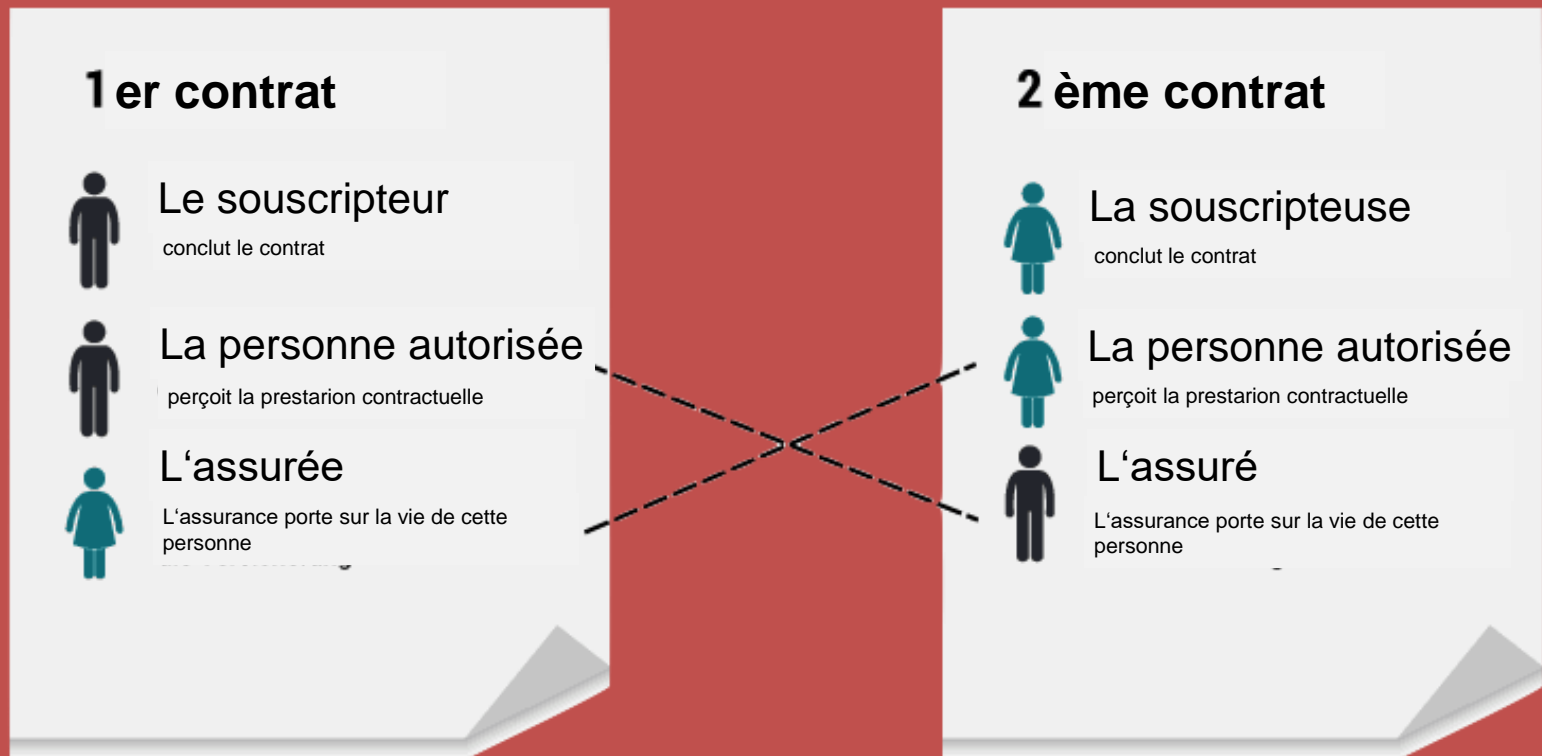 1er contrat
Le souscripteur
conclut le contrat
La personne autorisée
perçoit la prestarion contractuelle
L‘assurée
L‘assurance porte sur la vie de cette
personne
2 ème contrat
La souscripteuse
conclut le contrat
La personne autorisée
perçoit la prestarion contractuelle
L‘assuré
L‘assurance porte sur la vie de cette
personne